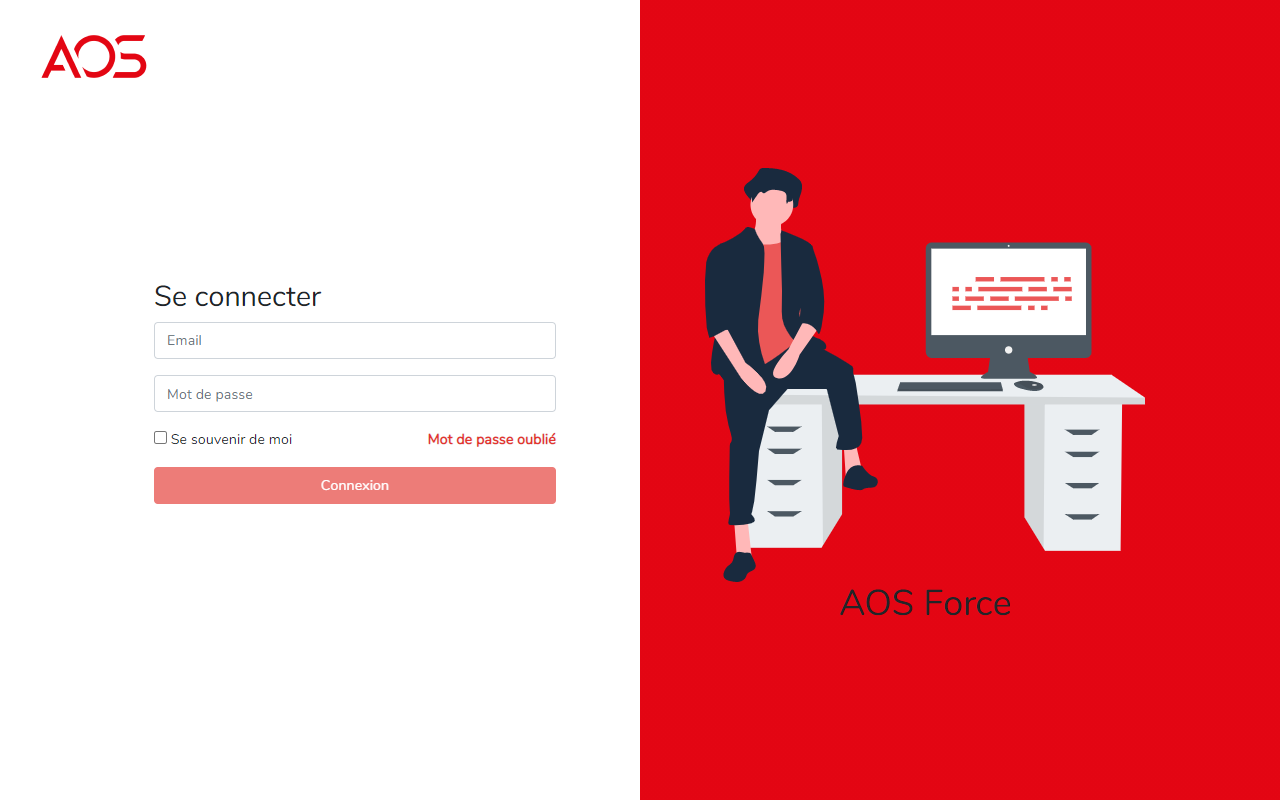 AOS
Se connecter
Email
Mot de passe
Se souvenir de moi
Mot de passe oublié
Connexion
AOS Force